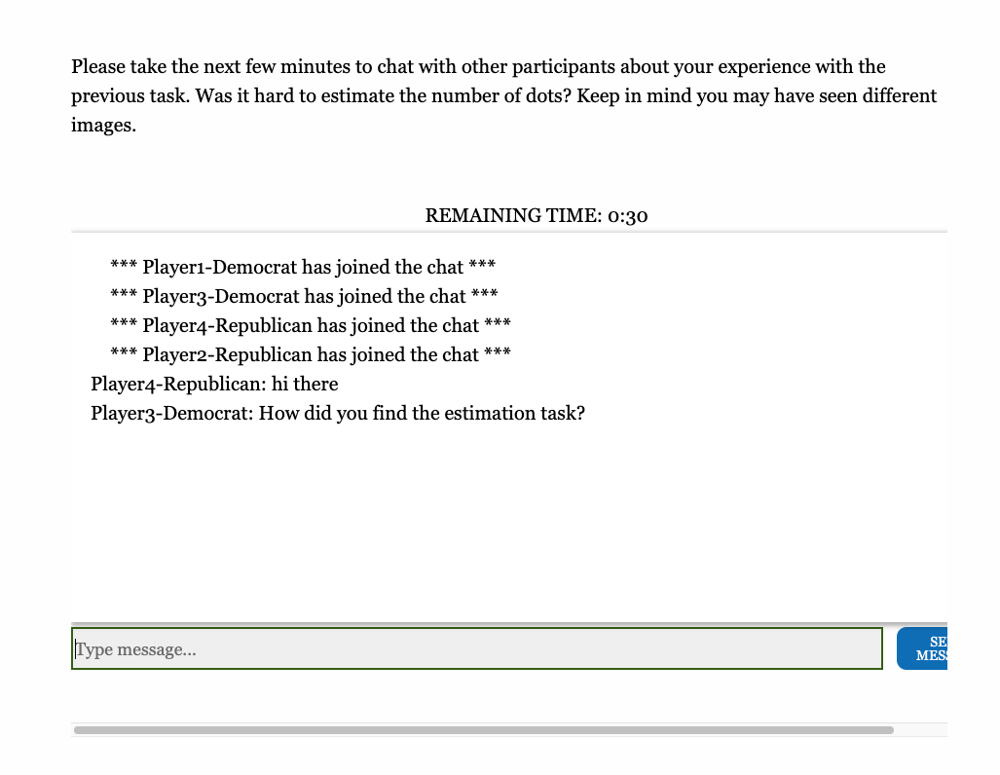 Please take the next few minutes to chat with other participants about your experience with the
previous task. Was it hard to estimate the number of dots? Keep in mind you may have seen different
images.
REMAINING TIME: 0:30
*** Player1-Democrat has joined the chat ***
*** Player3-Democrat has joined the chat ***
*** Player4-Republican has joined the chat ***
*** Player2-Republican has joined the chat ***
Player4-Republican: hi there
Player3-Democrat: How did you find the estimation task?
Type message...
SE
MES